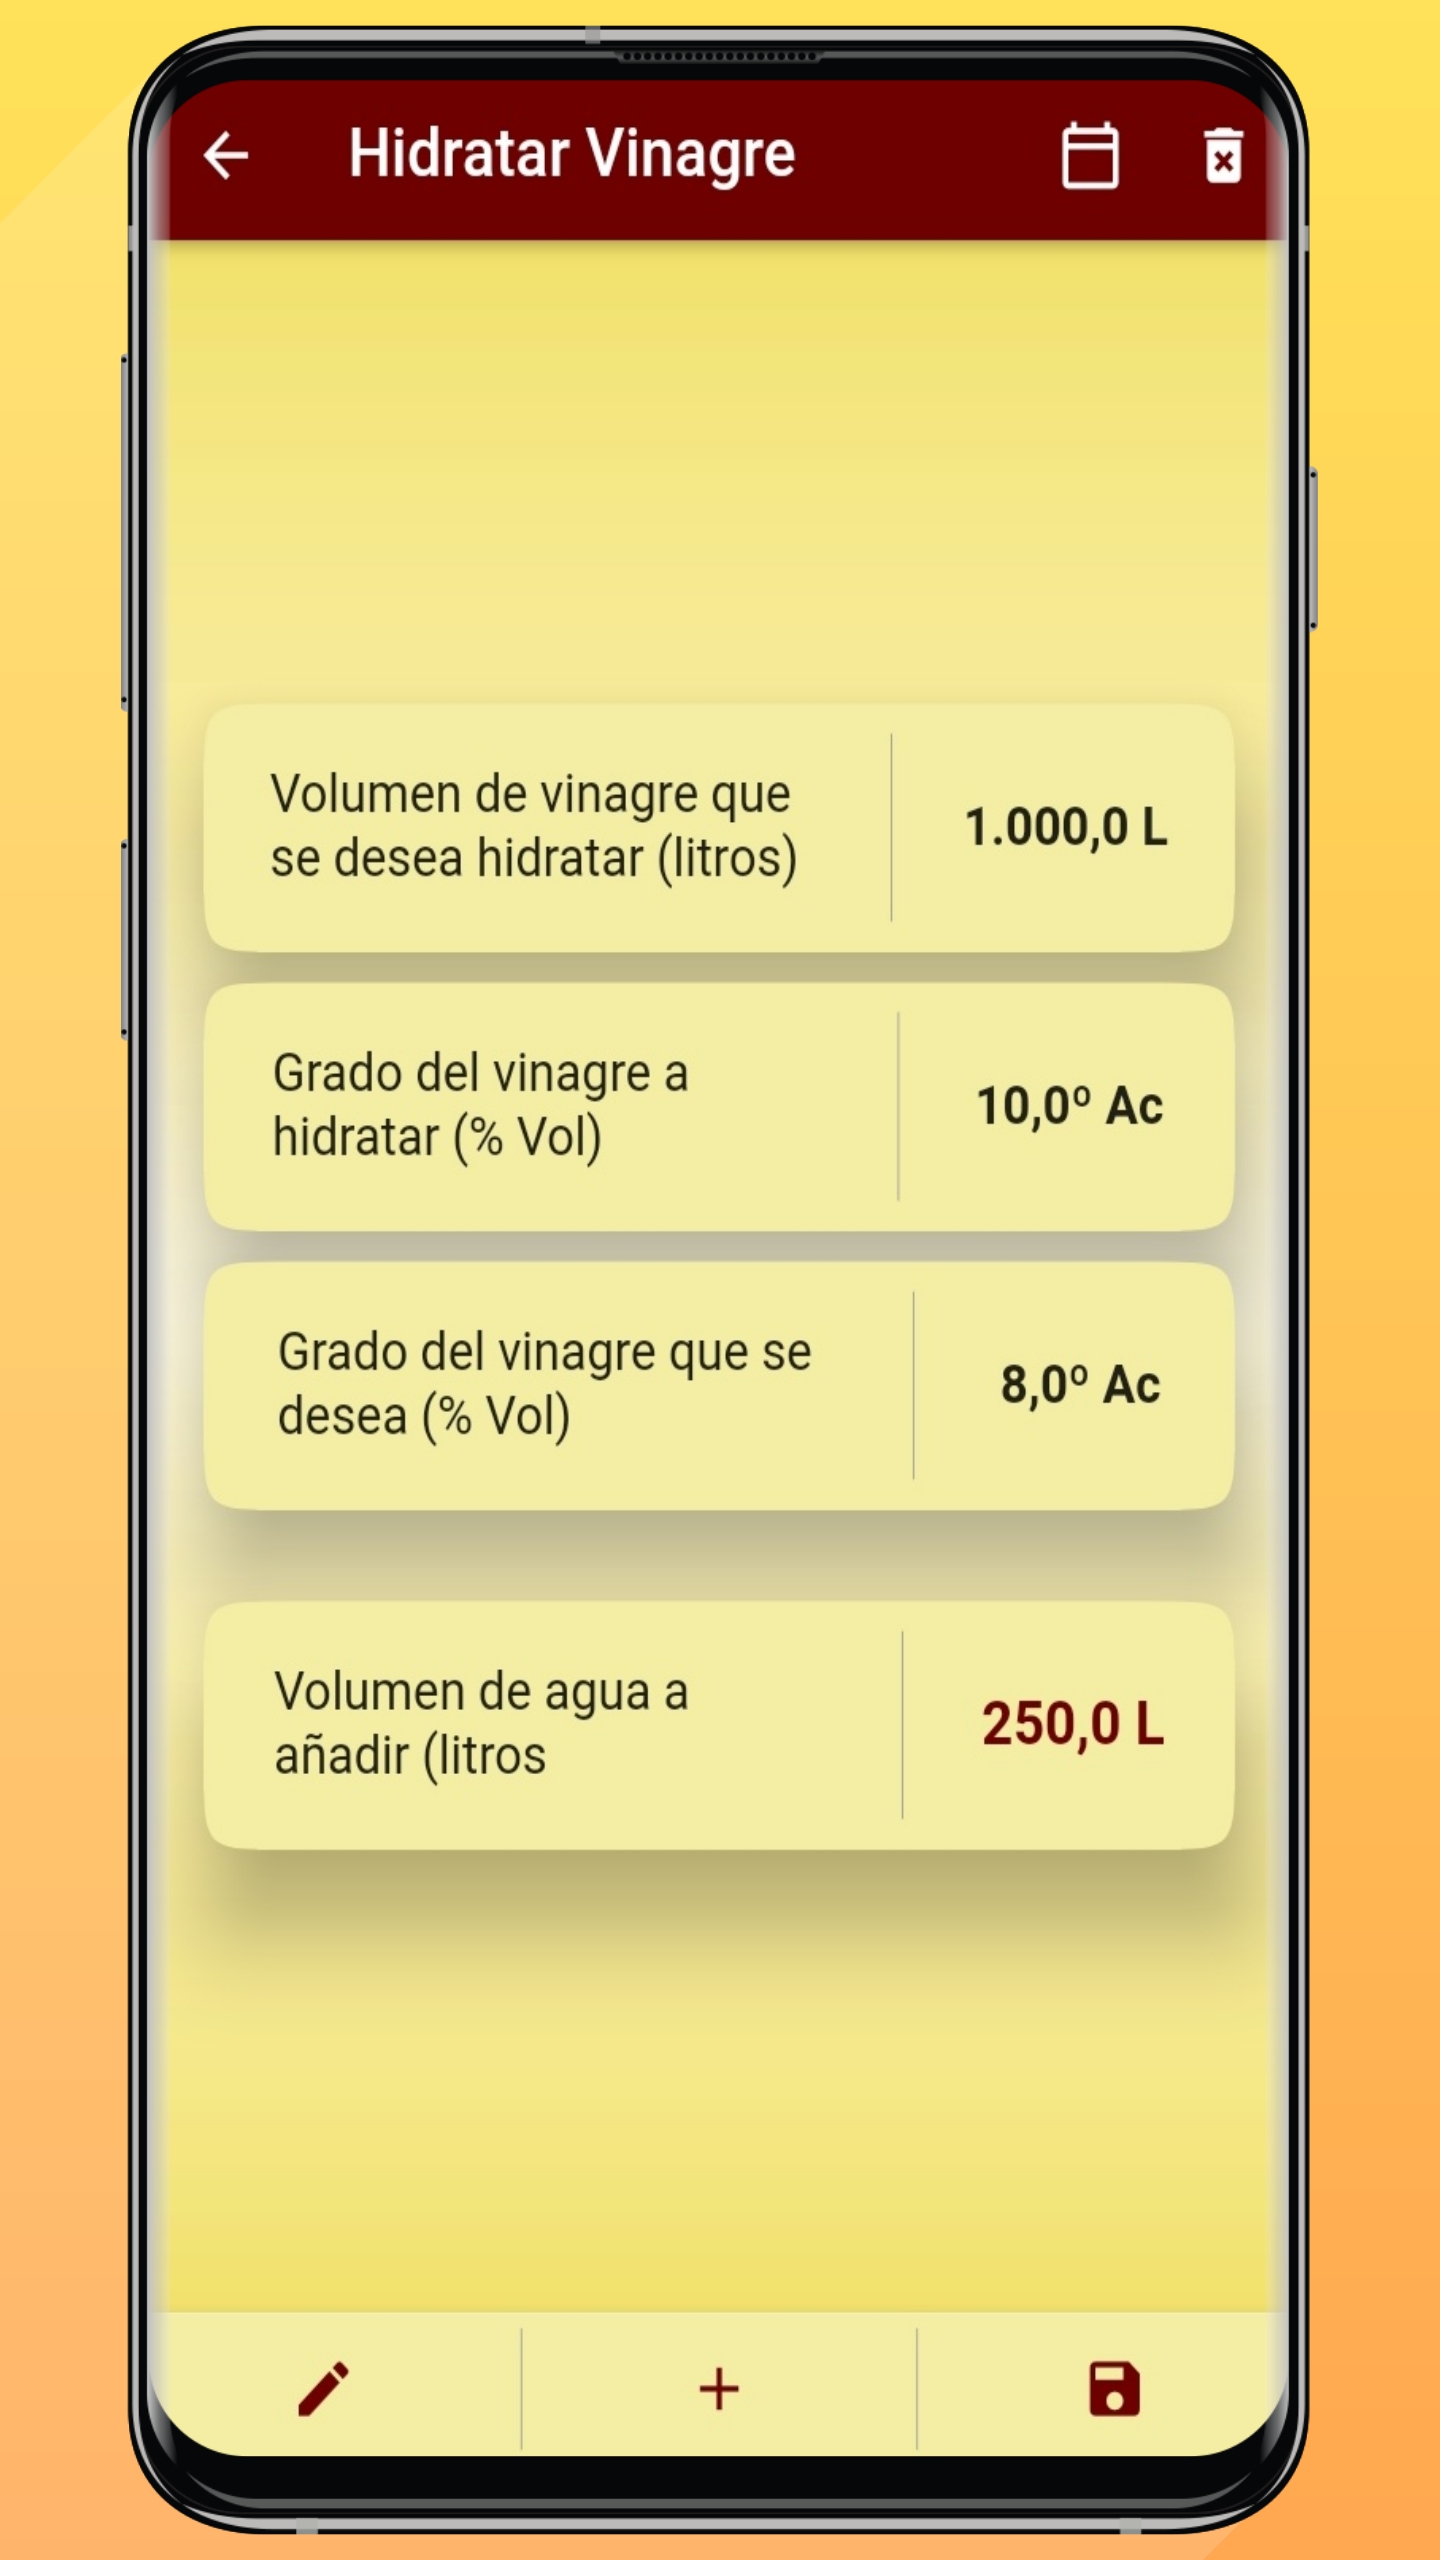 Hidratar Vinagre
Volumen de vinagre que
se desea hidratar (litros)
1.000,0 L
Grado del vinagre a
hidratar (% Vol)
10,0º Ac
Grado del vinagre que se
desea (% Vol)
8,0º Ac
Volumen de agua a
añadir (litros
250,0 L